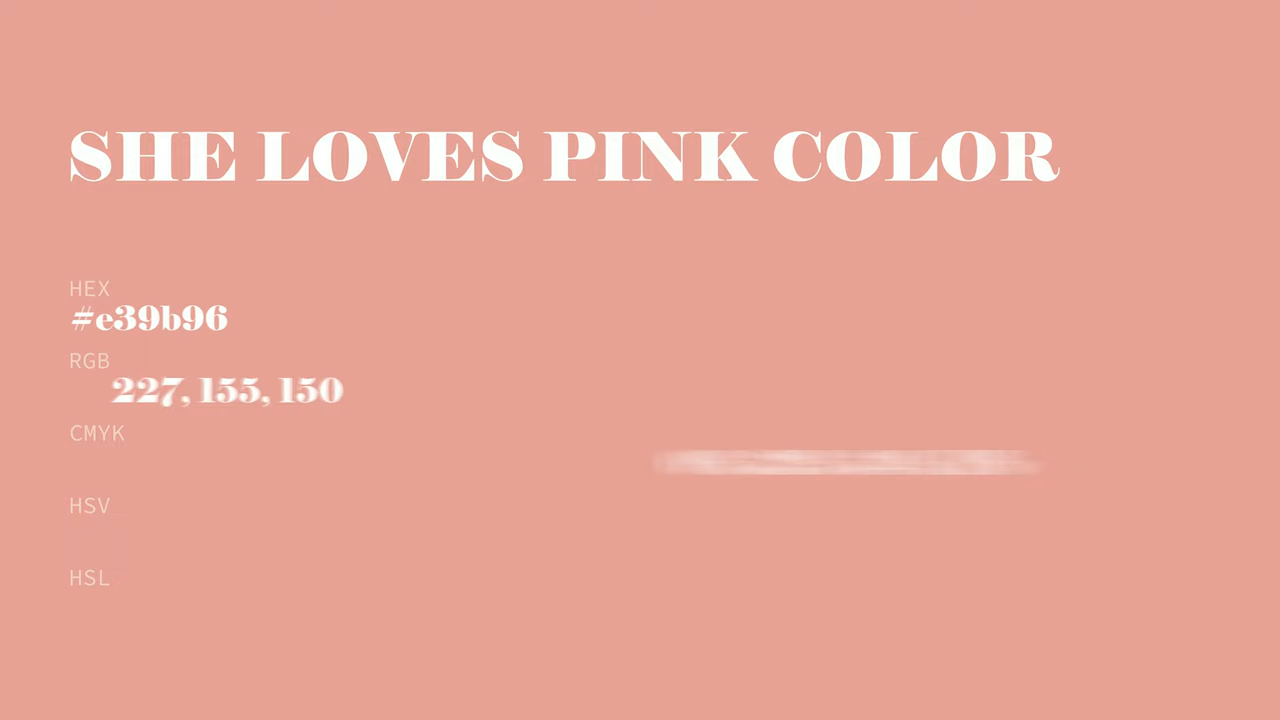 SHE LOVES PINK COLOR
HEX
#e39b96
RGB
227, 155, 150
CMYK
HSV
HSL